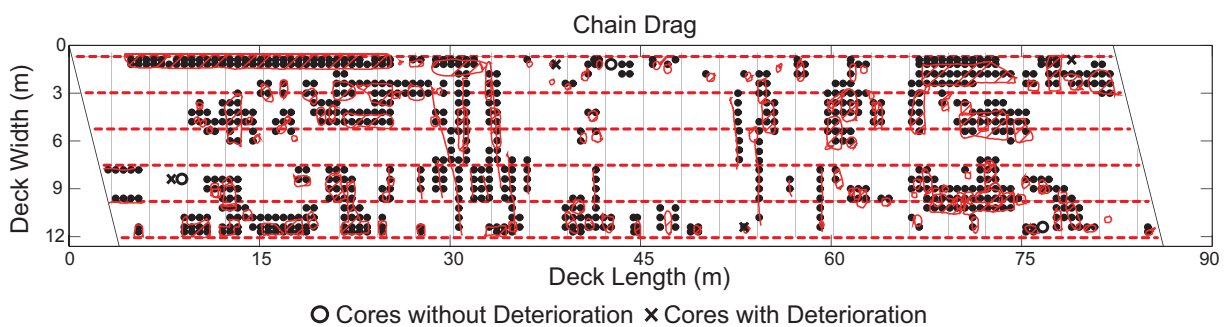 Chain Drag
Deck Width (m)
0
3
6
9
12
0 15 30 45 60 75 90
Deck Length (m)
Cores without Deterioration × Cores with Deterioration